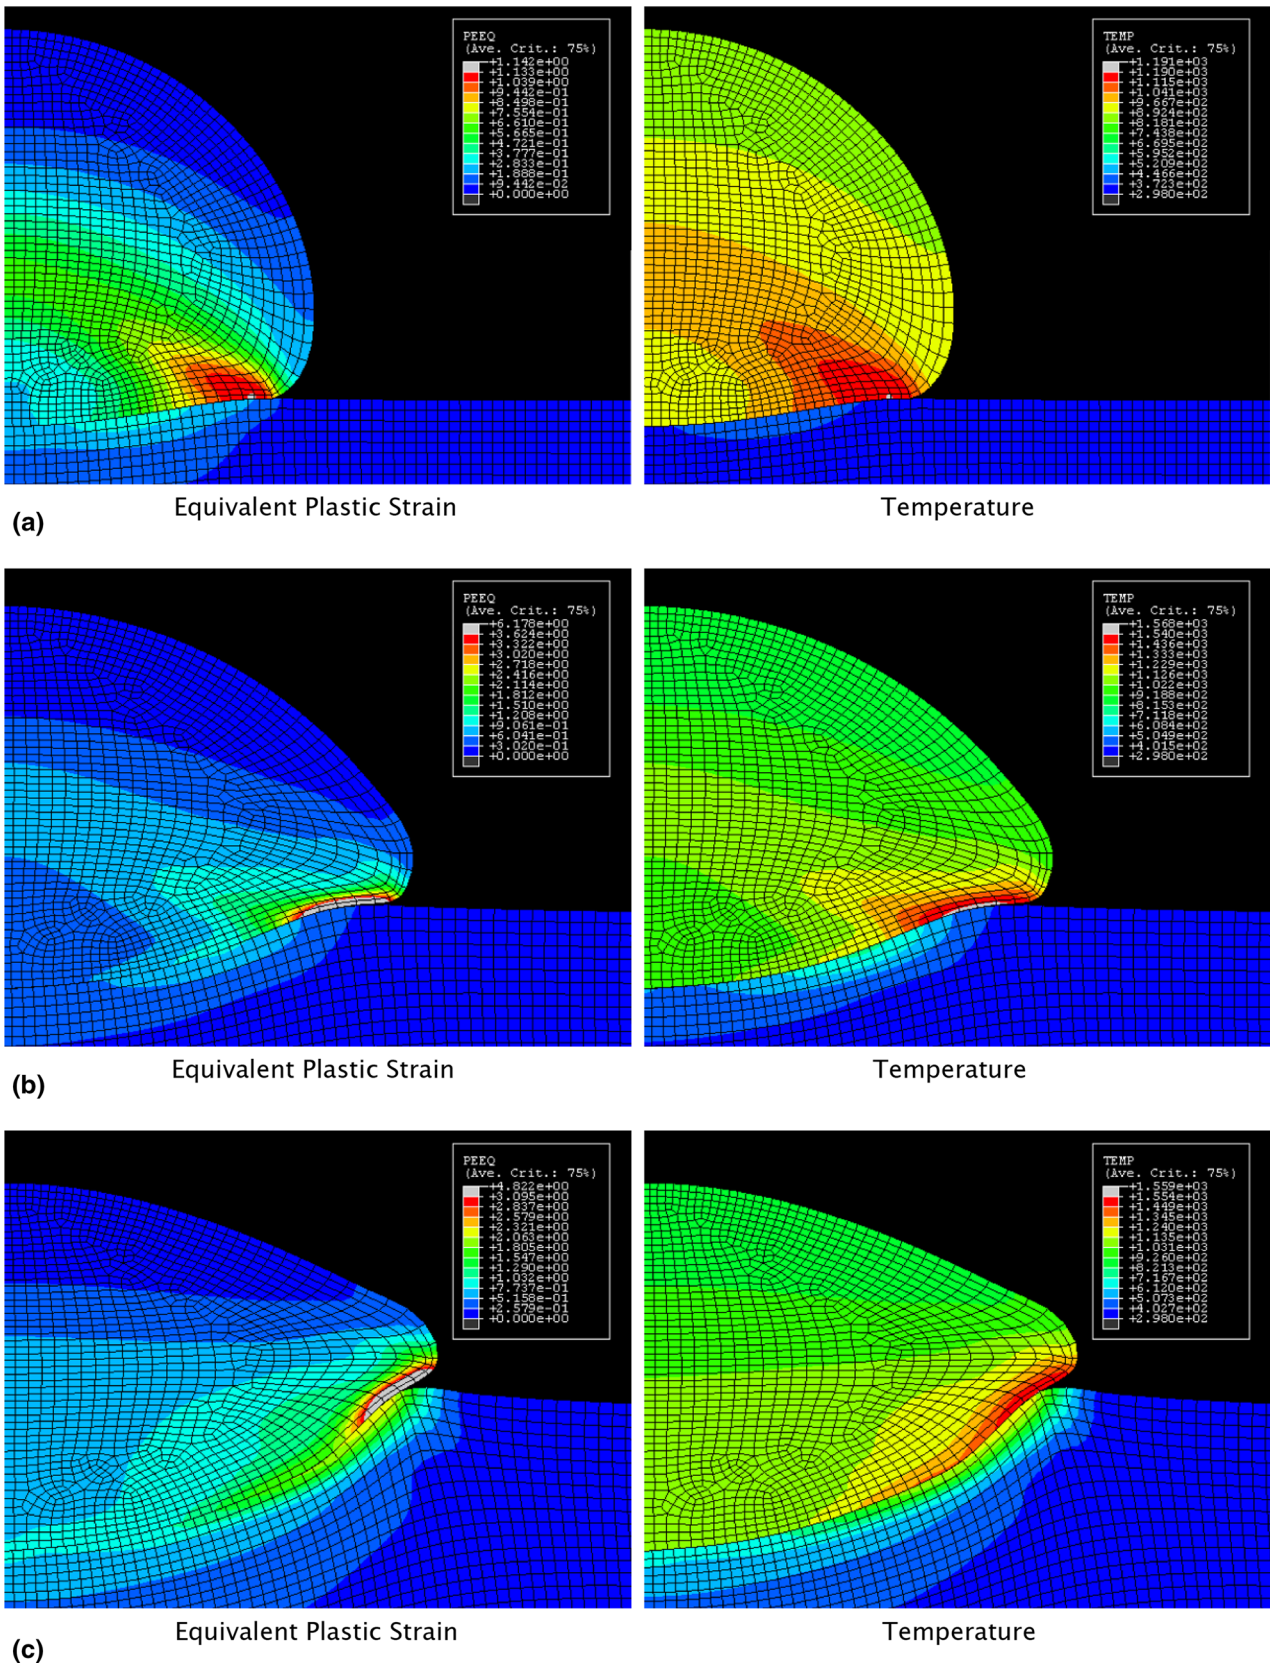 PEEQ
(Ave. Crit.: 75%)
+1.142e+00
+1.133e+00
+1.039e+00
+9.442e-01
+8.498e-01
+7.554e-01
+6.610e-01
+5.665e-01
+4.721e-01
+3.777e-01
+2.833e-01
+1.888e-01
+9.442e-02
+0.000e+00
TEMP
(Ave. Crit.: 75%)
+1.191e+03
+1.190e+03
+1.115e+03
+1.041e+03
+9.667e+02
+8.924e+02
+8.181e+02
+7.438e+02
+6.695e+02
+5.952e+02
+5.209e+02
+4.466e+02
+3.723e+02
+2.980e+02
Equivalent Plastic Strain
Temperature
(a)
PEEQ
(Ave. Crit.: 75%)
+6.178e+00
+3.624e+00
+3.322e+00
+3.020e+00
+2.718e+00
+2.416e+00
+2.114e+00
+1.812e+00
+1.510e+00
+1.208e+00
+9.061e-01
+6.041e-01
+3.020e-01
+0.000e+00
TEMP
(Ave. Crit.: 75%)
+1.568e+03
+1.540e+03
+1.436e+03
+1.333e+03
+1.229e+03
+1.126e+03
+1.022e+03
+9.188e+02
+8.153e+02
+7.118e+02
+6.084e+02
+5.049e+02
+4.015e+02
+2.980e+02
Equivalent Plastic Strain
Temperature
(b)
PEEQ
(Ave. Crit.: 75%)
+4.822e+00
+3.095e+00
+2.837e+00
+2.579e+00
+2.321e+00
+2.063e+00
+1.805e+00
+1.547e+00
+1.290e+00
+1.032e+00
+7.737e-01
+5.158e-01
+2.579e-01
+0.000e+00
TEMP
(Ave. Crit.: 75%)
+1.559e+03
+1.554e+03
+1.449e+03
+1.345e+03
+1.240e+03
+1.135e+03
+1.031e+03
+9.260e+02
+8.213e+02
+7.167e+02
+6.120e+02
+5.073e+02
+4.027e+02
+2.980e+02
Equivalent Plastic Strain
Temperature
(c)